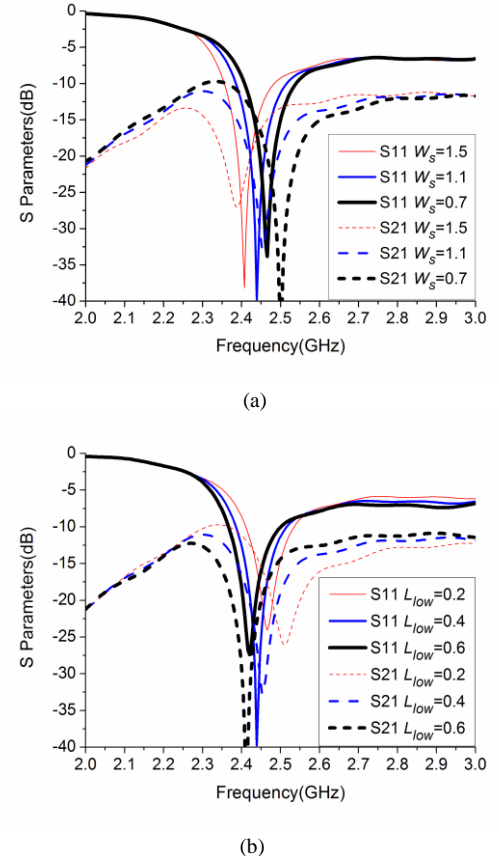 0
-5
-10
-15
-20
-25
-30
-35
-40
S Parameters(dB)
S11 Ws=1.5
S11 Ws=1.1
S11 Ws=0.7
S21 Ws=1.5
S21 Ws=1.1
S21 Ws=0.7
2.0 2.1 2.2 2.3 2.4 2.5 2.6 2.7 2.8 2.9 3.0
Frequency(GHz)
(a)
0
-5
-10
-15
-20
-25
-30
-35
-40
S Parameters(dB)
S11 Llow=0.2
S11 Llow=0.4
S11 Llow=0.6
S21 Llow=0.2
S21 Llow=0.4
S21 Llow=0.6
2.0 2.1 2.2 2.3 2.4 2.5 2.6 2.7 2.8 2.9 3.0
Frequency(GHz)
(b)